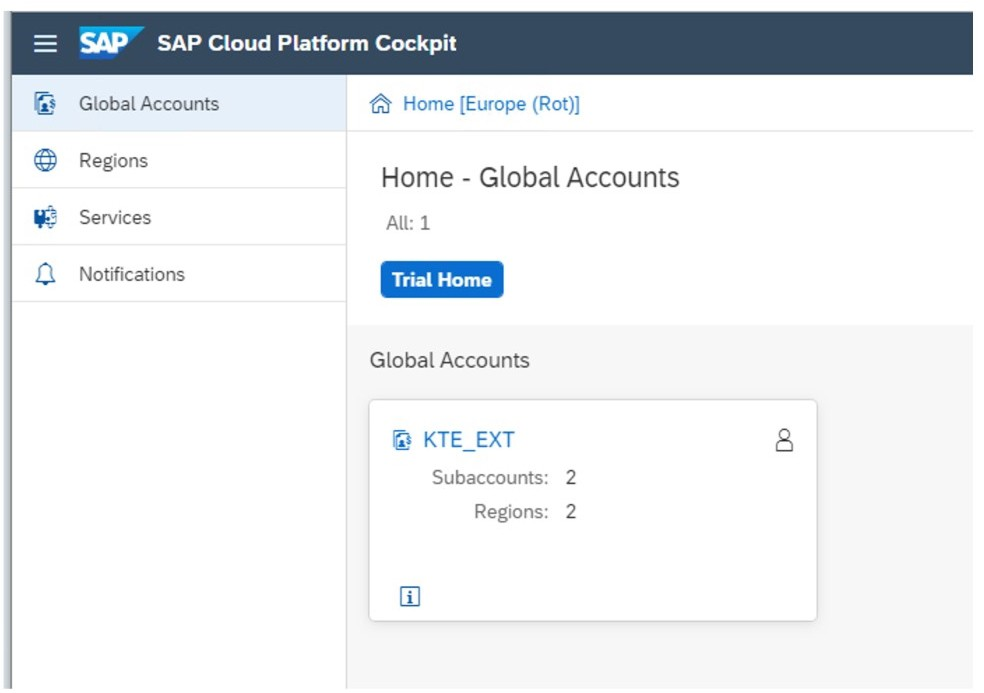 SAP SAP Cloud Platform Cockpit
Global Accounts
Regions
Services
Notifications
Home [Europe (Rot)]
Home - Global Accounts
All: 1
Trial Home
Global Accounts
KTE_EXT
Subaccounts: 2
Regions: 2